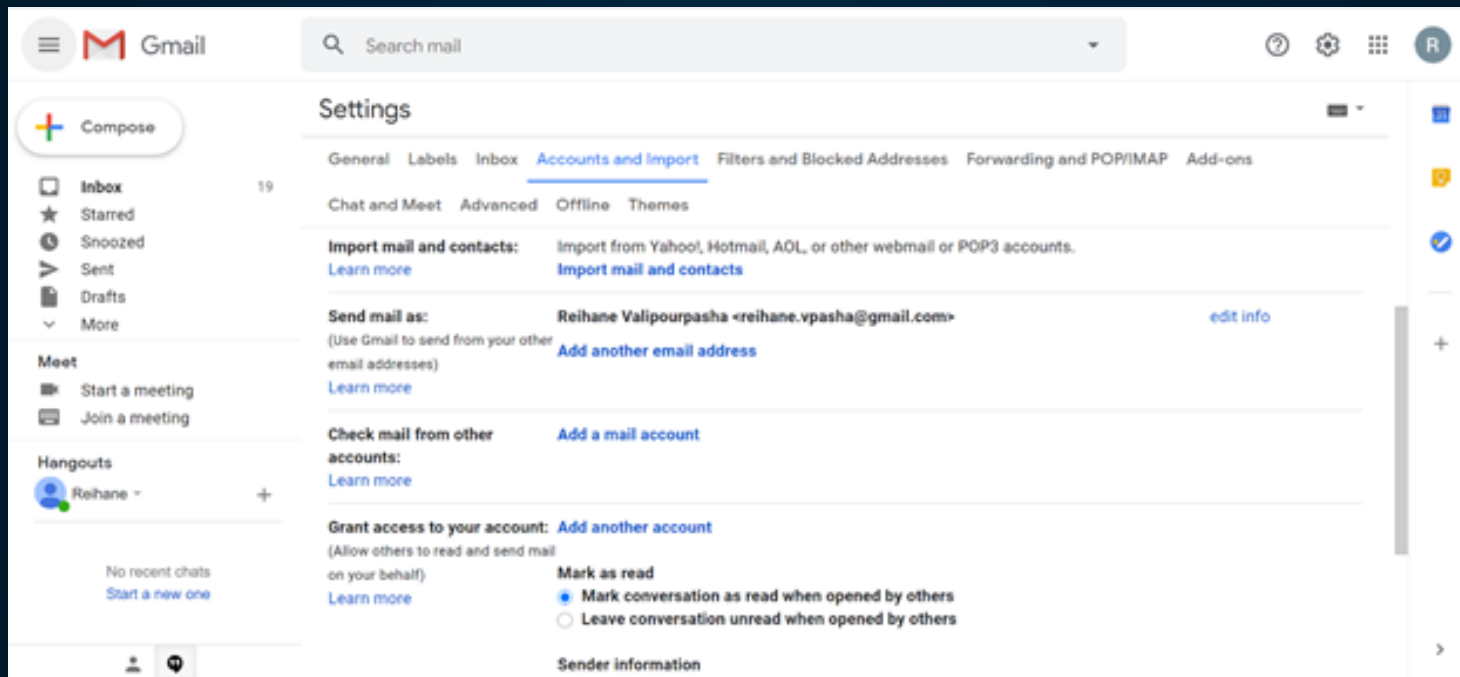 Gmail
Search mail
R
Compose
Inbox 19
Starred
Snoozed
Sent
Drafts
More
Meet
Start a meeting
Join a meeting
Hangouts
Reihane
No recent chats
Start a new one
Settings
General Labels Inbox Accounts and Import Filters and Blocked Addresses Forwarding and POP/IMAP Add-ons
Chat and Meet Advanced Offline Themes
Import mail and contacts: Import from Yahoo!, Hotmail, AOL, or other webmail or POP3 accounts.
Learn more Import mail and contacts
Send mail as: Reihane Valipourpasha <reihane.vpasha@gmail.com> edit info
(Use Gmail to send from your other
email addresses) Add another email address
Learn more
Check mail from other Add a mail account
accounts:
Learn more
Grant access to your account: Add another account
(Allow others to read and send mail
on your behalf) Mark as read
Learn more Mark conversation as read when opened by others
Leave conversation unread when opened by others
Sender information
31